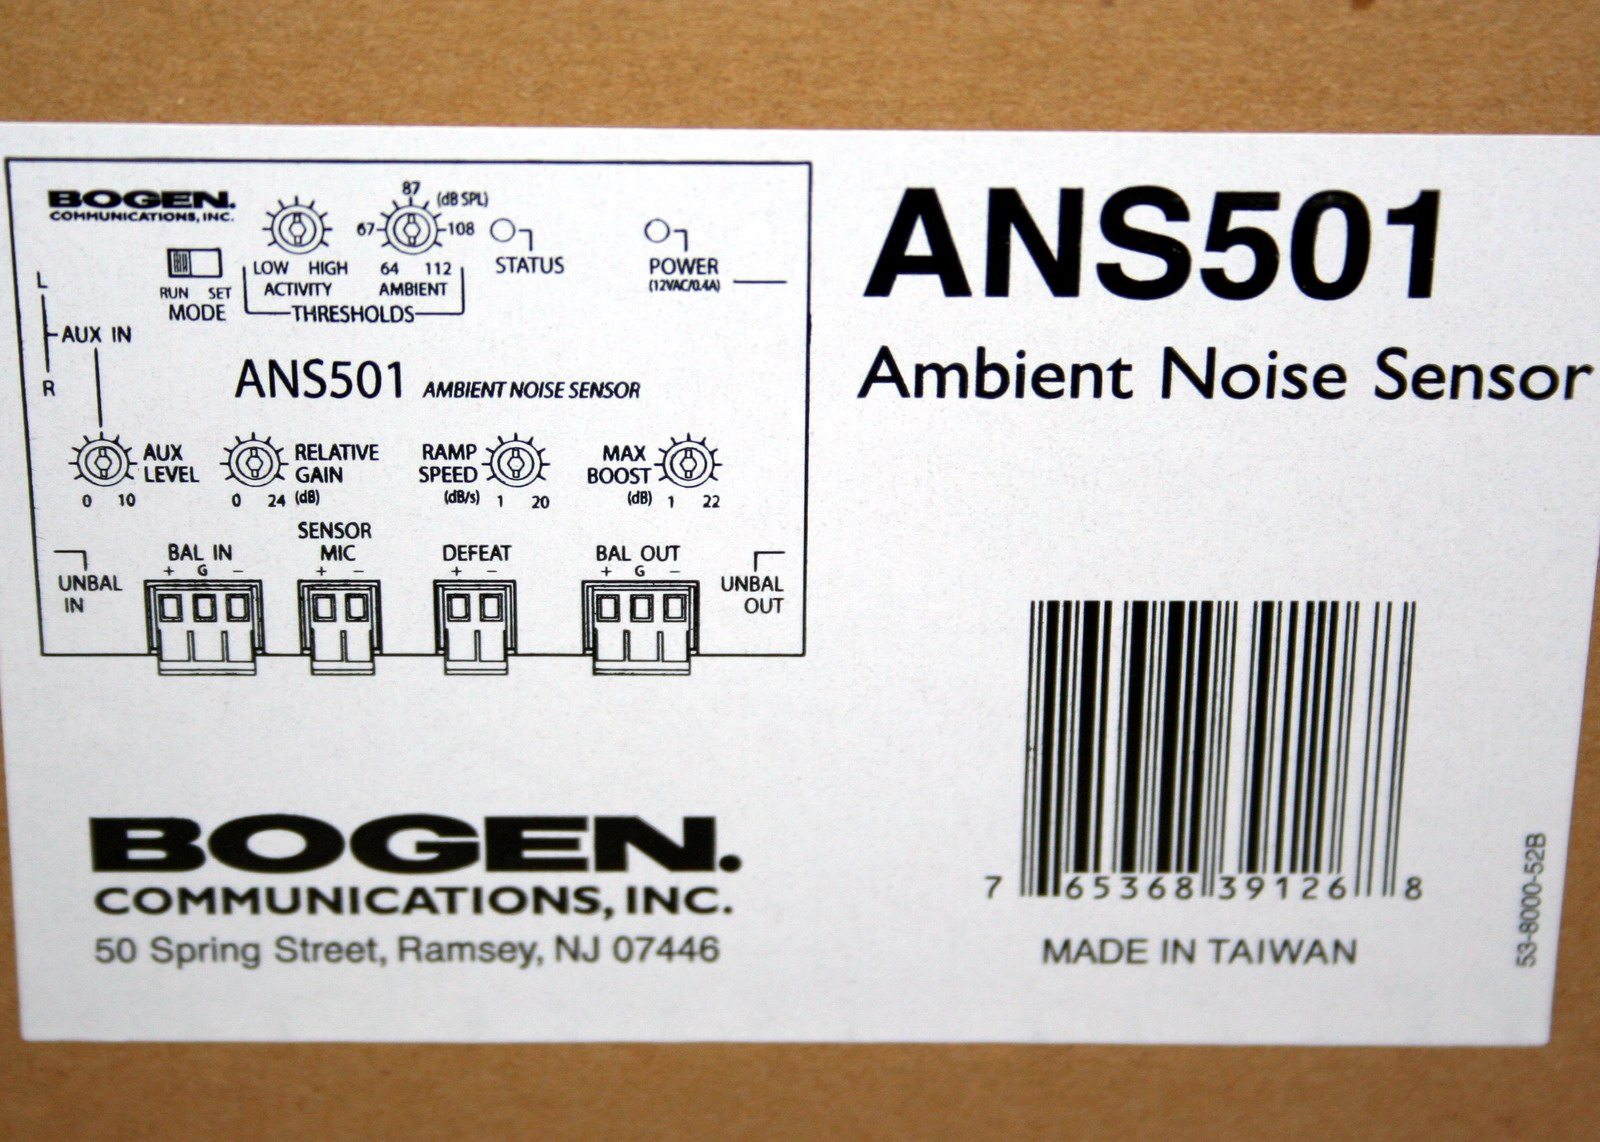 BOGEN.
COMMUNICATIONS, INC.
87
(dB SPL)
67
108
LOW HIGH
64 112
ACTIVITY
AMBIENT
THRESHOLDS
STATUS
POWER
(12VAC/0.4A)
RUN SET
MODE
L
AUX IN
R
ANS501 AMBIENT NOISE SENSOR
AUX
LEVEL
0 10
RELATIVE
GAIN
0 24 (dB)
RAMP
SPEED
(dB/s) 1 20
MAX
BOOST
(dB) 1 22
UNBAL
IN
BAL IN
+ G −
SENSOR
MIC
+ −
DEFEAT
+ −
BAL OUT
+ G −
UNBAL
OUT
ANS501
Ambient Noise Sensor
BOGEN.
COMMUNICATIONS, INC.
50 Spring Street, Ramsey, NJ 07446
7 65368 39126 8
MADE IN TAIWAN
53-8000-52B